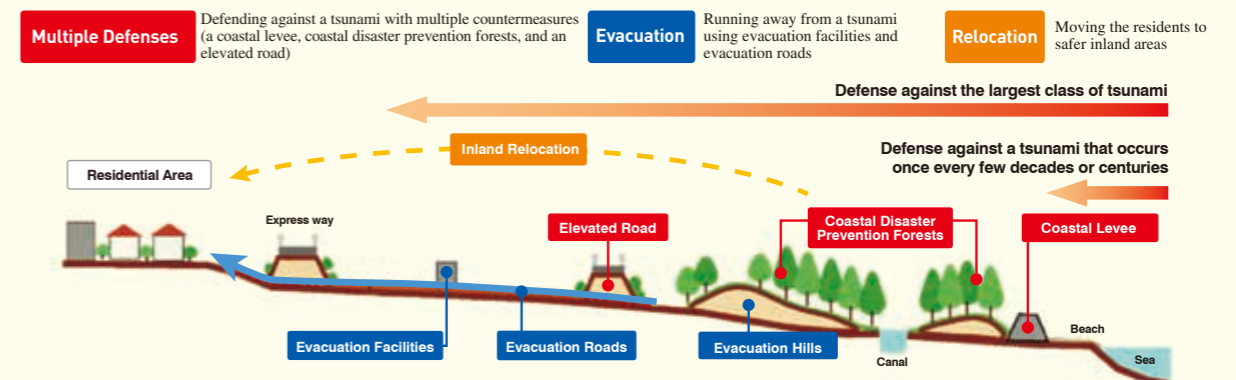 Multiple Defenses
Defending against a tsunami with multiple countermeasures
(a coastal levee, coastal disaster prevention forests, and an
elevated road)
Evacuation
Running away from a tsunami
using evacuation facilities and
evacuation roads
Relocation
Moving the residents to
safer inland areas
Defense against the largest class of tsunami
Inland Relocation
Defense against a tsunami that occurs
once every few decades or centuries
Residential Area
Express way
Elevated Road
Coastal Disaster
Prevention Forests
Coastal Levee
Evacuation Facilities
Evacuation Roads
Evacuation Hills
Canal
Beach
Sea